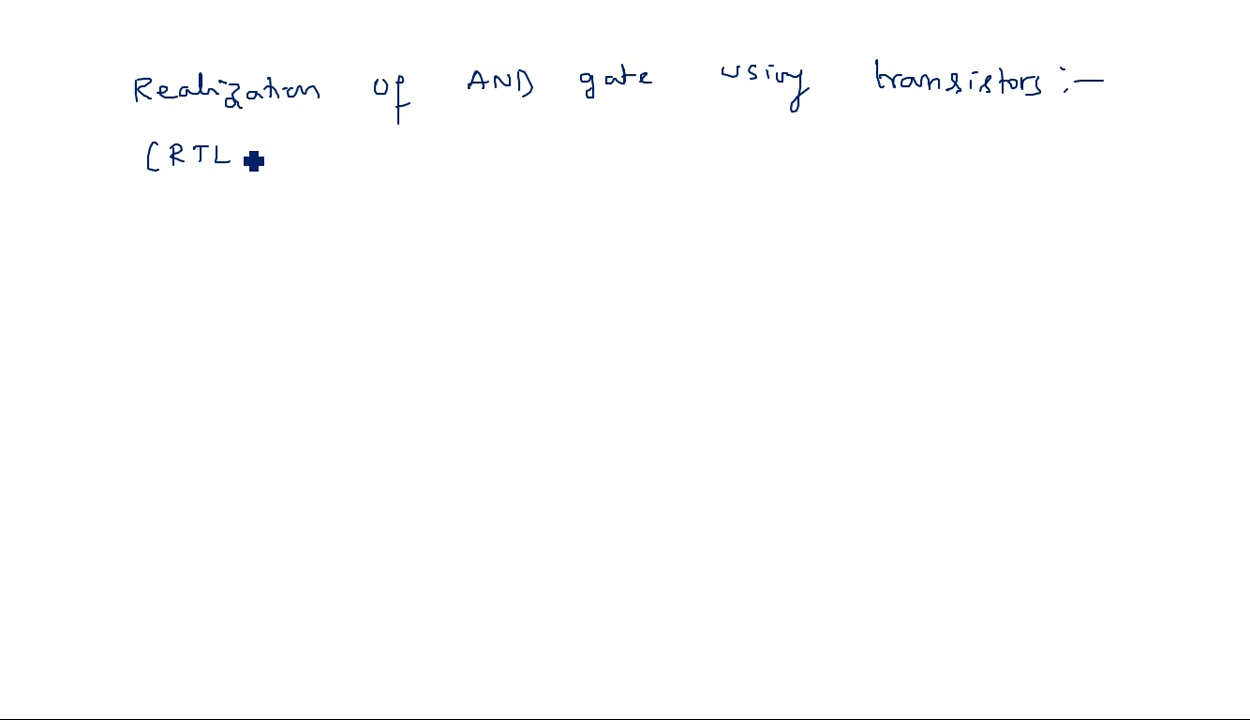 Realization of AND gate using transistors :-
[RTL